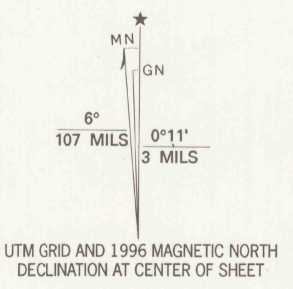 ★
MN
GN
6°
107 MILS
0°11'
3 MILS
UTM GRID AND 1996 MAGNETIC NORTH
DECLINATION AT CENTER OF SHEET